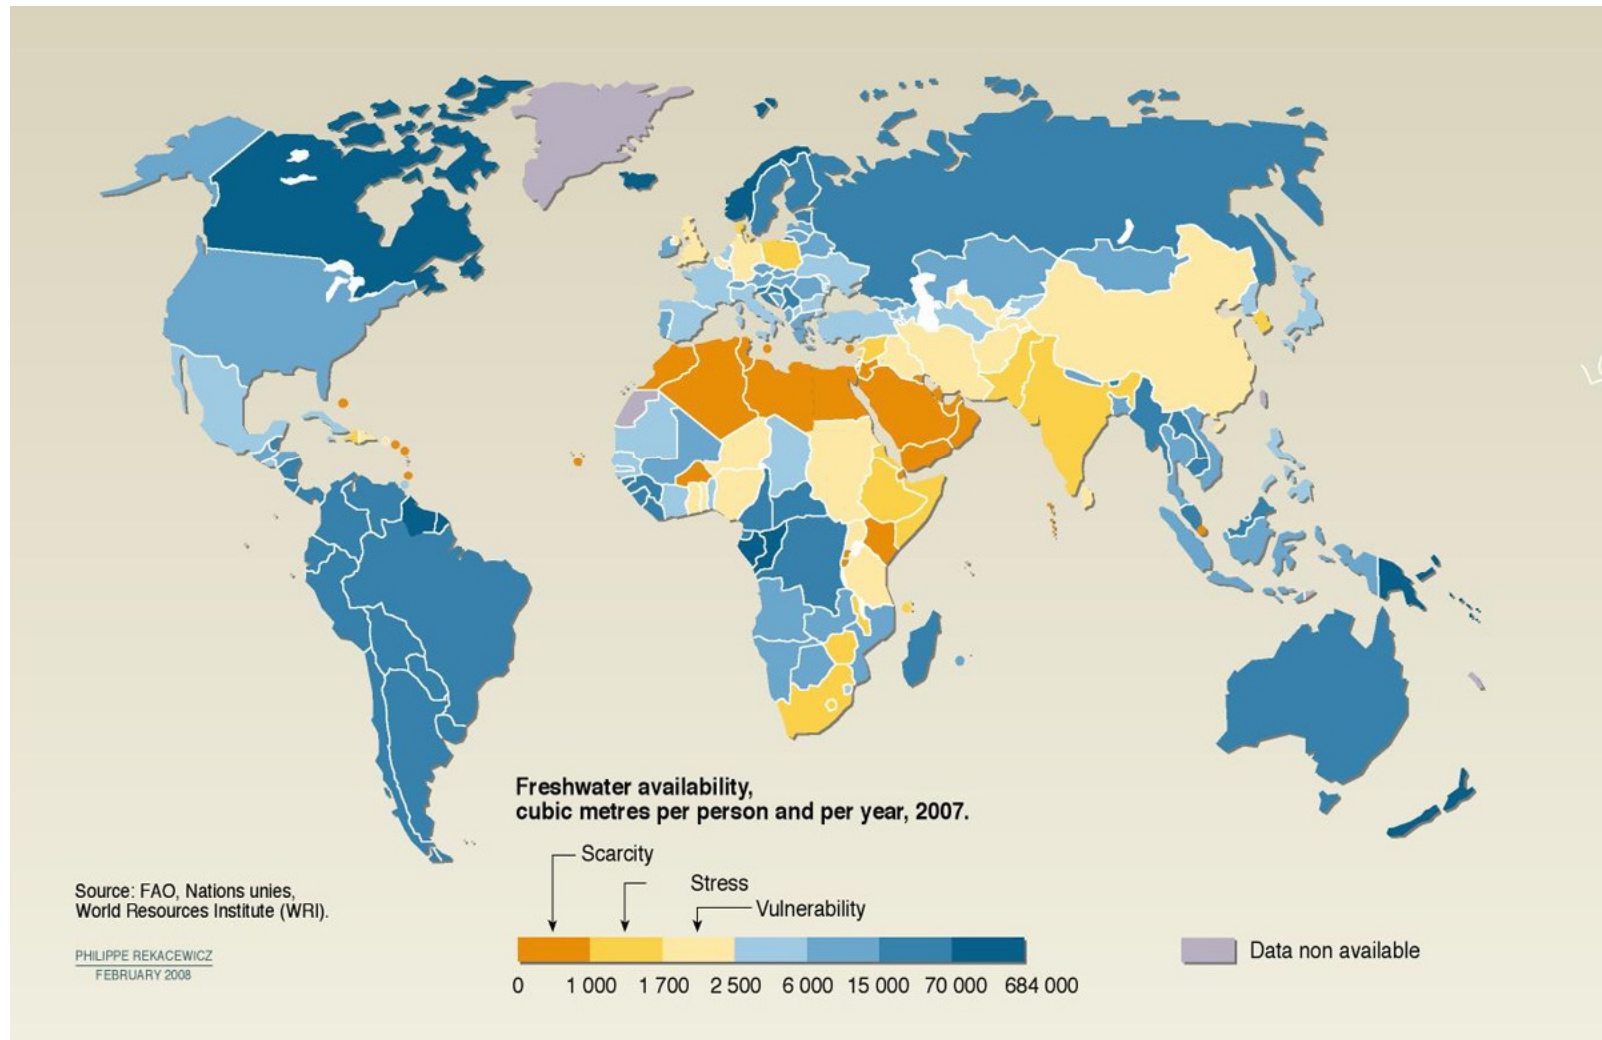 Freshwater availability,
cubic metres per person and per year, 2007.
Scarcity
Stress
Vulnerability
0 1 000 1 700 2 500 6 000 15 000 70 000 684 000
Data non available
Source: FAO, Nations unies,
World Resources Institute (WRI).
PHILIPPE REKACEWICZ
FEBRUARY 2008